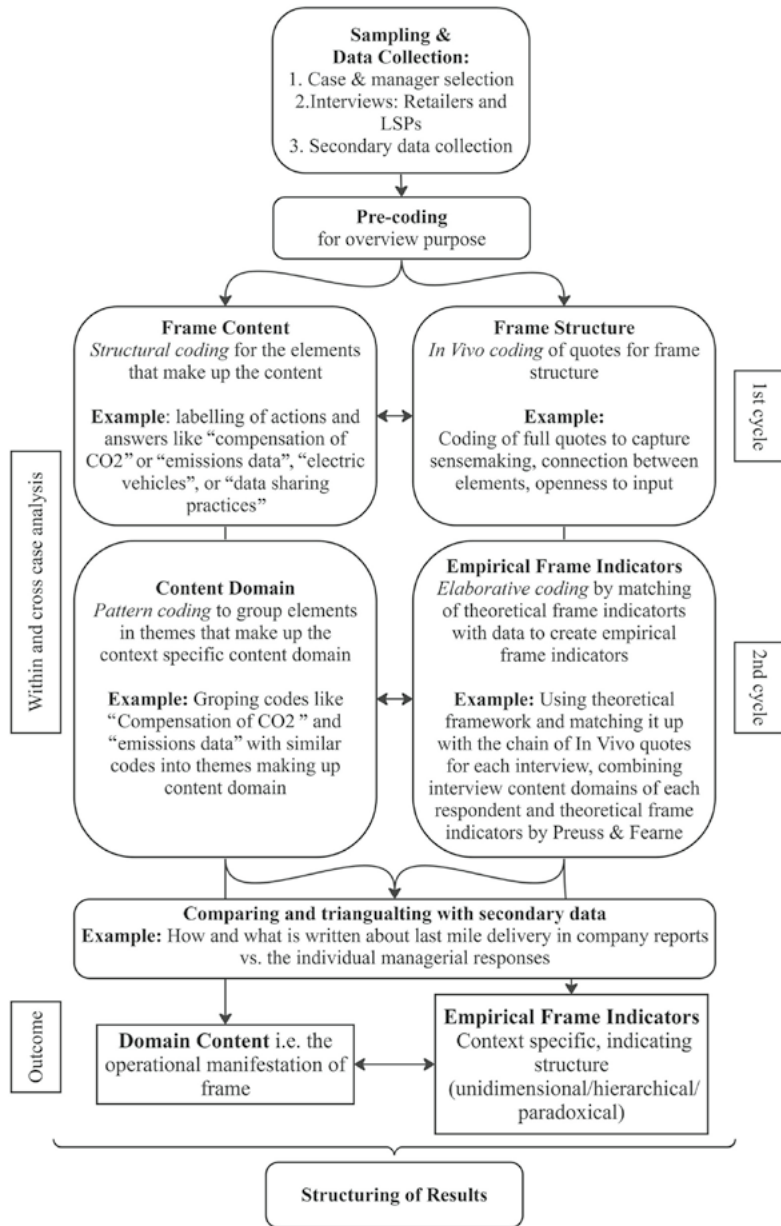 Sampling &
Data Collection:
1. Case & manager selection
2.Interviews: Retailers and
LSPs
3. Secondary data collection
Pre-coding
for overview purpose
Frame Content
Structural coding for the elements
that make up the content
Example: labelling of actions and
answers like “compensation of
CO2” or “emissions data”, “electric
vehicles”, or “data sharing
practices”
Frame Structure
In Vivo coding of quotes for frame
structure
Example:
Coding of full quotes to capture
sensemaking, connection between
elements, openness to input
1st cycle
Within and cross case analysis
Content Domain
Pattern coding to group elements
in themes that make up the
context specific content domain
Example: Groping codes like
“Compensation of CO2 ” and
“emissions data” with similar
codes into themes making up
content domain
Empirical Frame Indicators
Elaborative coding by matching
of theoretical frame indicatorts
with data to create empirical
frame indicators
Example: Using theoretical
framework and matching it up
with the chain of In Vivo quotes
for each interview, combining
interview content domains of each
respondent and theoretical frame
indicators by Preuss & Fearne
2nd cycle
Comparing and triangualting with secondary data
Example: How and what is written about last mile delivery in company reports
vs. the individual managerial responses
Outcome
Domain Content i.e. the
operational manifestation of
frame
Empirical Frame Indicators
Context specific, indicating
structure
(unidimensional/hierarchical/
paradoxical)
Structuring of Results